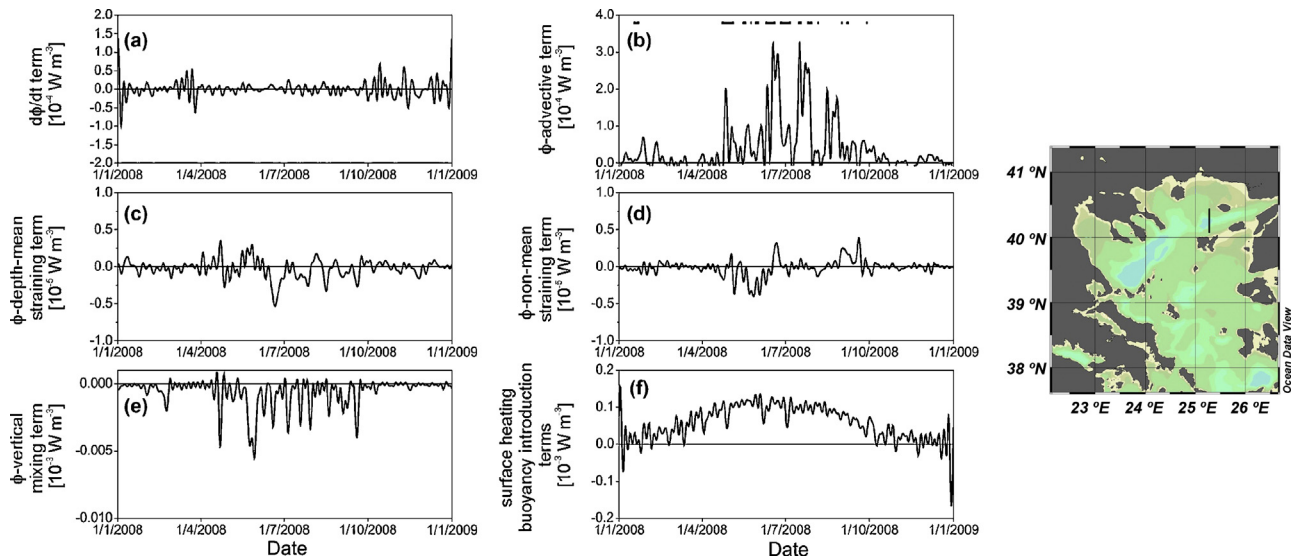 (a)
dϕ/dt term
[10⁻⁴ W m⁻³]
2.0
1.5
1.0
0.5
0.0
-0.5
-1.0
-1.5
2.0
1/1/2008 1/4/2008 1/7/2008 1/10/2008 1/1/2009
(b)
ϕ-advective term
[10⁻⁴ W m⁻³]
4.0
3.0
2.0
1.0
0.0
1/1/2008 1/4/2008 1/7/2008 1/10/2008 1/1/2009
(c)
ϕ-depth-mean
straining term
[10⁻⁵ W m⁻³]
1.0
0.5
0.0
-0.5
1.0
1/1/2008 1/4/2008 1/7/2008 1/10/2008 1/1/2009
(d)
ϕ-non-mean
straining term
[10⁻⁵ W m⁻³]
1.0
0.5
0.0
-0.5
1.0
1/1/2008 1/4/2008 1/7/2008 1/10/2008 1/1/2009
(e)
ϕ-vertical
mixing term
[10⁻³ W m⁻³]
0.000
-0.005
-0.010
1/1/2008 1/4/2008 1/7/2008 1/10/2008 1/1/2009
Date
(f)
surface heating
buoyancy introduction
terms
[10⁻³ W m⁻³]
0.2
0.1
0.0
0.1
-0.2
1/1/2008 1/4/2008 1/7/2008 1/10/2008 1/1/2009
Date
41 °N
40 °N
39 °N
38 °N
23 °E 24 °E 25 °E 26 °E
Ocean Data View